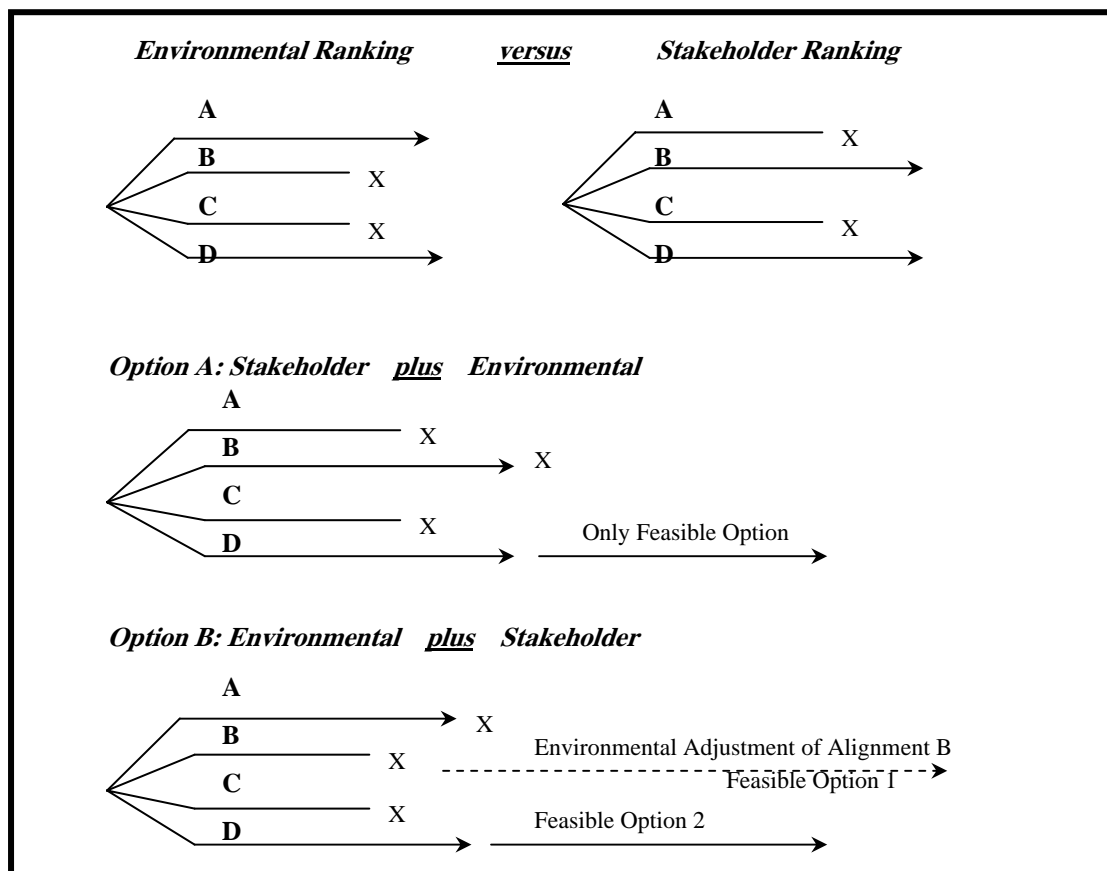 Environmental Ranking versus Stakeholder Ranking
A
B
X
C
X
D
A
X
B
C
X
D
Option A: Stakeholder plus Environmental
A
X
B
X
C
X
D
Only Feasible Option
Option B: Environmental plus Stakeholder
A
X
B
X
Environmental Adjustment of Alignment B
Feasible Option 1
C
X
D
Feasible Option 2